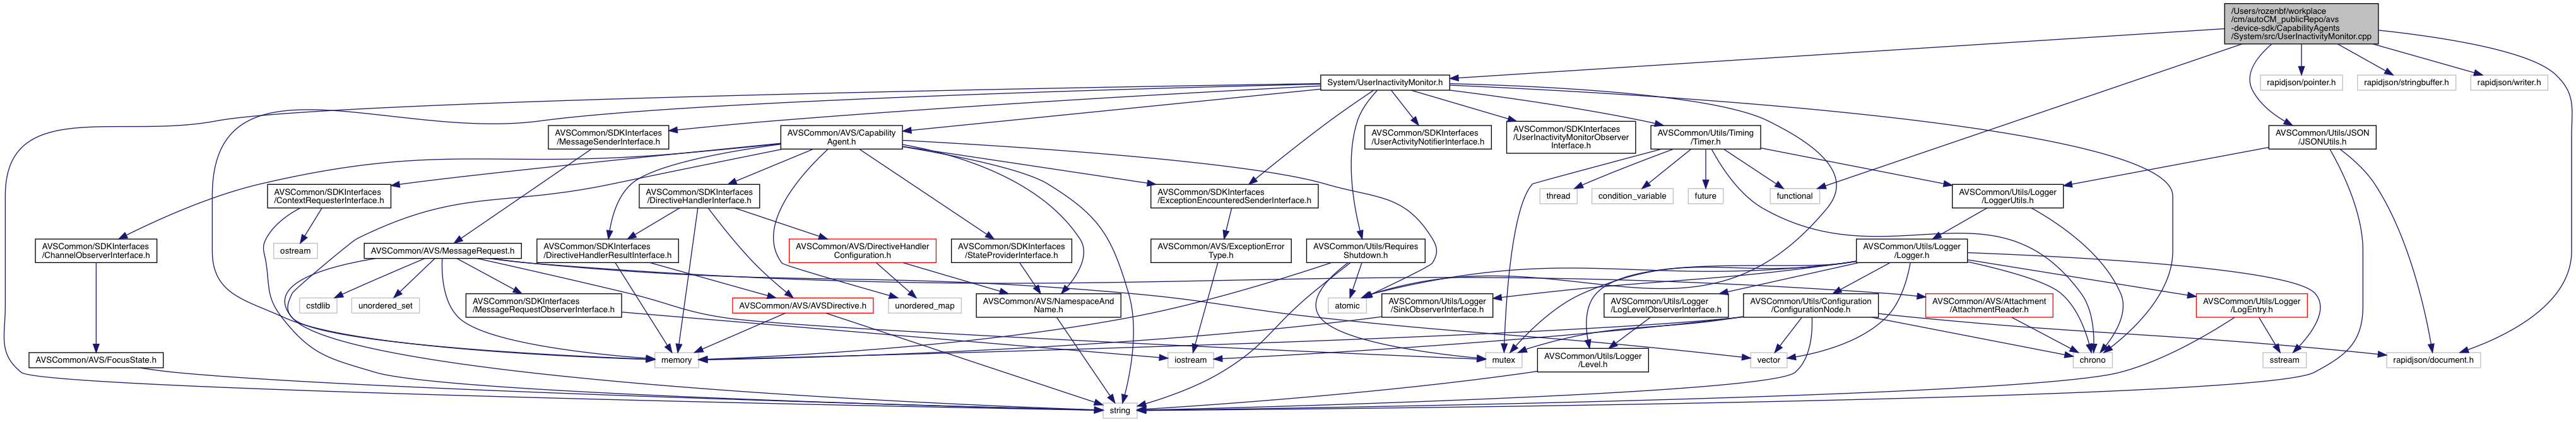 /Users/rozenbf/workplace
/cm/autoCM_publicRepo/avs
-device-sdk/CapabilityAgents
/System/src/UserInactivityMonitor.cpp
System/UserInactivityMonitor.h
rapidjson/pointer.h
rapidjson/stringbuffer.h
rapidjson/writer.h
AVSCommon/SDKInterfaces
/MessageSenderInterface.h
AVSCommon/AVS/Capability
Agent.h
AVSCommon/SDKInterfaces
/UserActivityNotifierInterface.h
AVSCommon/SDKInterfaces
/UserInactivityMonitorObserver
Interface.h
AVSCommon/Utils/Timing
/Timer.h
AVSCommon/Utils/JSON
/JSONUtils.h
AVSCommon/SDKInterfaces
/ContextRequesterInterface.h
AVSCommon/SDKInterfaces
/DirectiveHandlerInterface.h
AVSCommon/SDKInterfaces
/ExceptionEncounteredSenderInterface.h
thread
condition_variable
future
functional
AVSCommon/Utils/Logger
/LoggerUtils.h
AVSCommon/SDKInterfaces
/ChannelObserverInterface.h
ostream
AVSCommon/AVS/MessageRequest.h
AVSCommon/SDKInterfaces
/DirectiveHandlerResultInterface.h
AVSCommon/AVS/DirectiveHandler
Configuration.h
AVSCommon/SDKInterfaces
/StateProviderInterface.h
AVSCommon/AVS/ExceptionError
Type.h
AVSCommon/Utils/Requires
Shutdown.h
AVSCommon/Utils/Logger
/Logger.h
cstdlib
unordered_set
AVSCommon/SDKInterfaces
/MessageRequestObserverInterface.h
AVSCommon/AVS/AVSDirective.h
unordered_map
AVSCommon/AVS/NamespaceAnd
Name.h
atomic
AVSCommon/Utils/Logger
/SinkObserverInterface.h
AVSCommon/Utils/Logger
/LogLevelObserverInterface.h
AVSCommon/Utils/Configuration
/ConfigurationNode.h
AVSCommon/AVS/Attachment
/AttachmentReader.h
AVSCommon/Utils/Logger
/LogEntry.h
AVSCommon/AVS/FocusState.h
memory
iostream
mutex
AVSCommon/Utils/Logger
/Level.h
vector
chrono
sstream
rapidjson/document.h
string